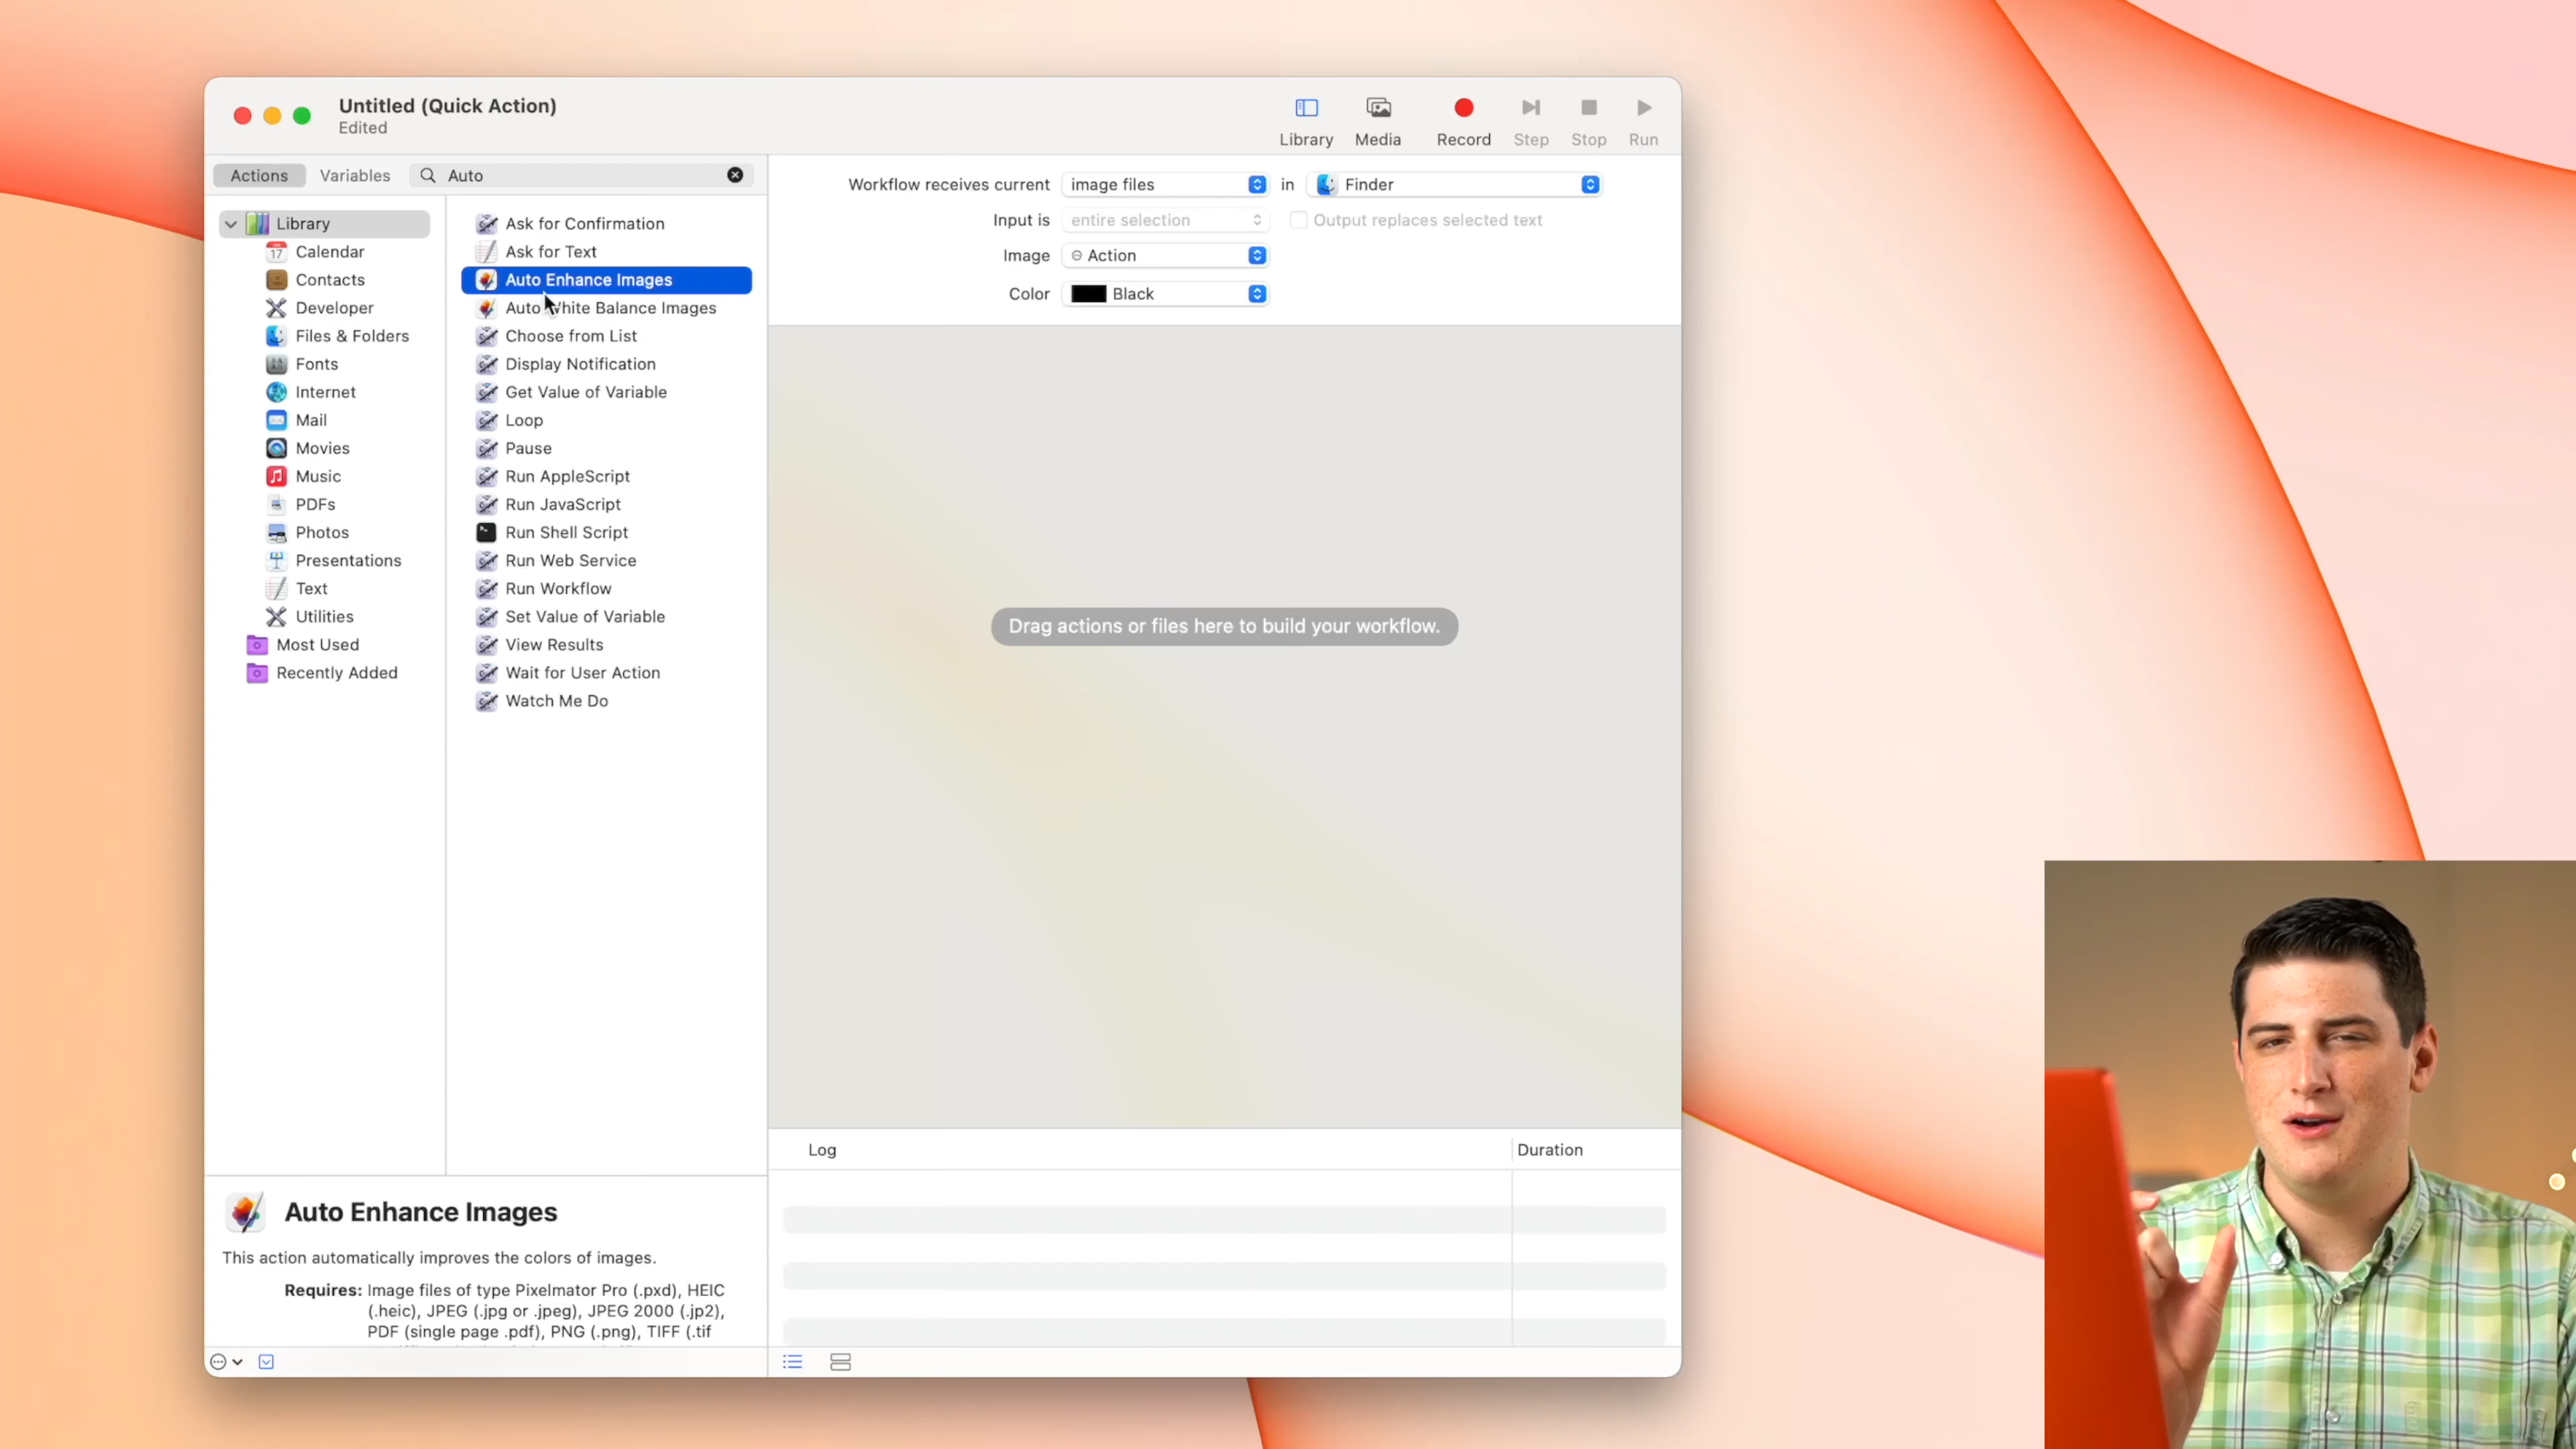 Untitled (Quick Action)
Edited
Library
Media
Record
Step
Stop
Run
Actions
Variables
Auto
Library
Calendar
Contacts
Developer
Files & Folders
Fonts
Internet
Mail
Movies
Music
PDFs
Photos
Presentations
Text
Utilities
Most Used
Recently Added
Ask for Confirmation
Ask for Text
Auto Enhance Images
Auto White Balance Images
Choose from List
Display Notification
Get Value of Variable
Loop
Pause
Run AppleScript
Run JavaScript
Run Shell Script
Run Web Service
Run Workflow
Set Value of Variable
View Results
Wait for User Action
Watch Me Do
Workflow receives current image files in Finder
Input is entire selection Output replaces selected text
Image Action
Color Black
Drag actions or files here to build your workflow.
Log Duration
Auto Enhance Images
This action automatically improves the colors of images.
Requires: Image files of type Pixelmator Pro (.pxd), HEIC
(.heic), JPEG (.jpg or .jpeg), JPEG 2000 (.jp2),
PDF (single page .pdf), PNG (.png), TIFF (.tif